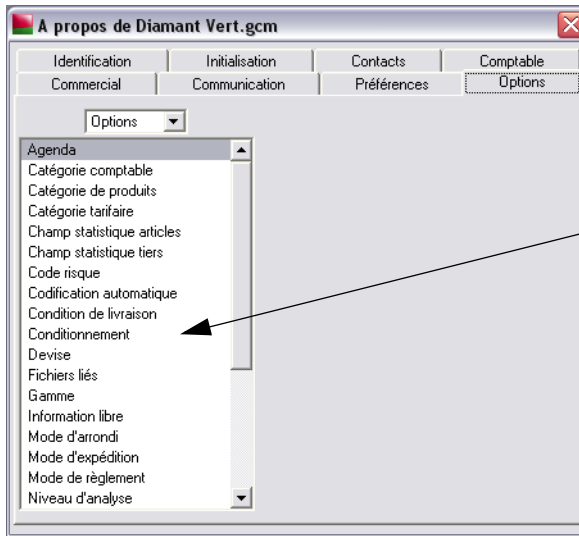 A propos de Diamant Vert.gcm
Identification Initialisation Contacts Comptable
Commercial Communication Préférences Options
Options
Agenda
Catégorie comptable
Catégorie de produits
Catégorie tarifaire
Champ statistique articles
Champ statistique tiers
Code risque
Codification automatique
Condition de livraison
Conditionnement
Devise
Fichiers liés
Gamme
Information libre
Mode d'arrondi
Mode d'expédition
Mode de règlement
Niveau d'analyse